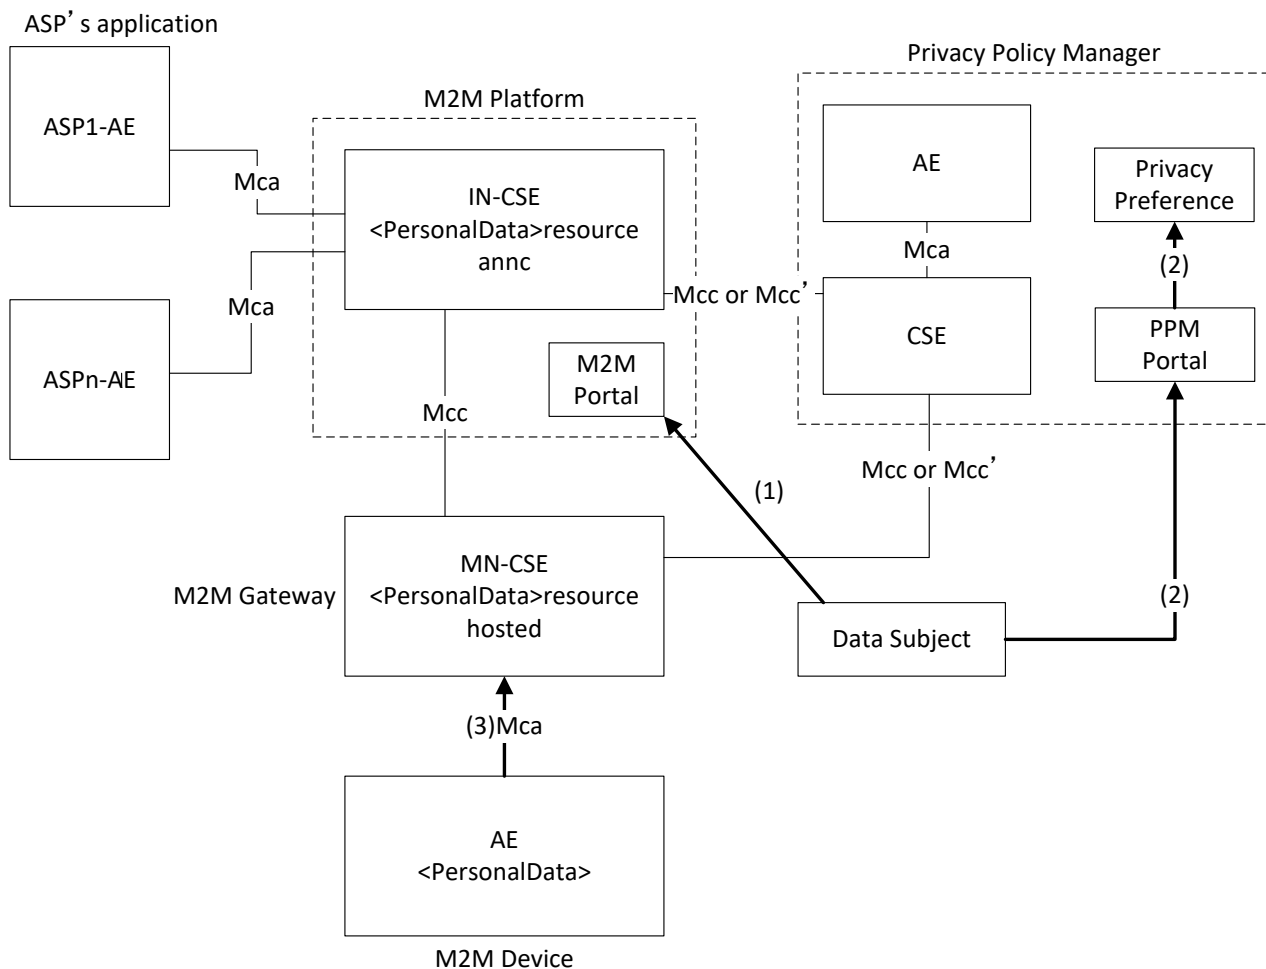 ASP’s application
Privacy Policy Manager
M2M Platform
ASP1-AE
AE
Privacy
Preference
Mca
IN-CSE
<PersonalData>resource
annc
Mca
(2)
Mca
Mcc or Mcc’
CSE
PPM
Portal
ASPn-AE
M2M
Portal
Mcc
Mcc or Mcc’
(1)
M2M Gateway
MN-CSE
<PersonalData>resource
hosted
(2)
Data Subject
(3)Mca
AE
<PersonalData>
M2M Device